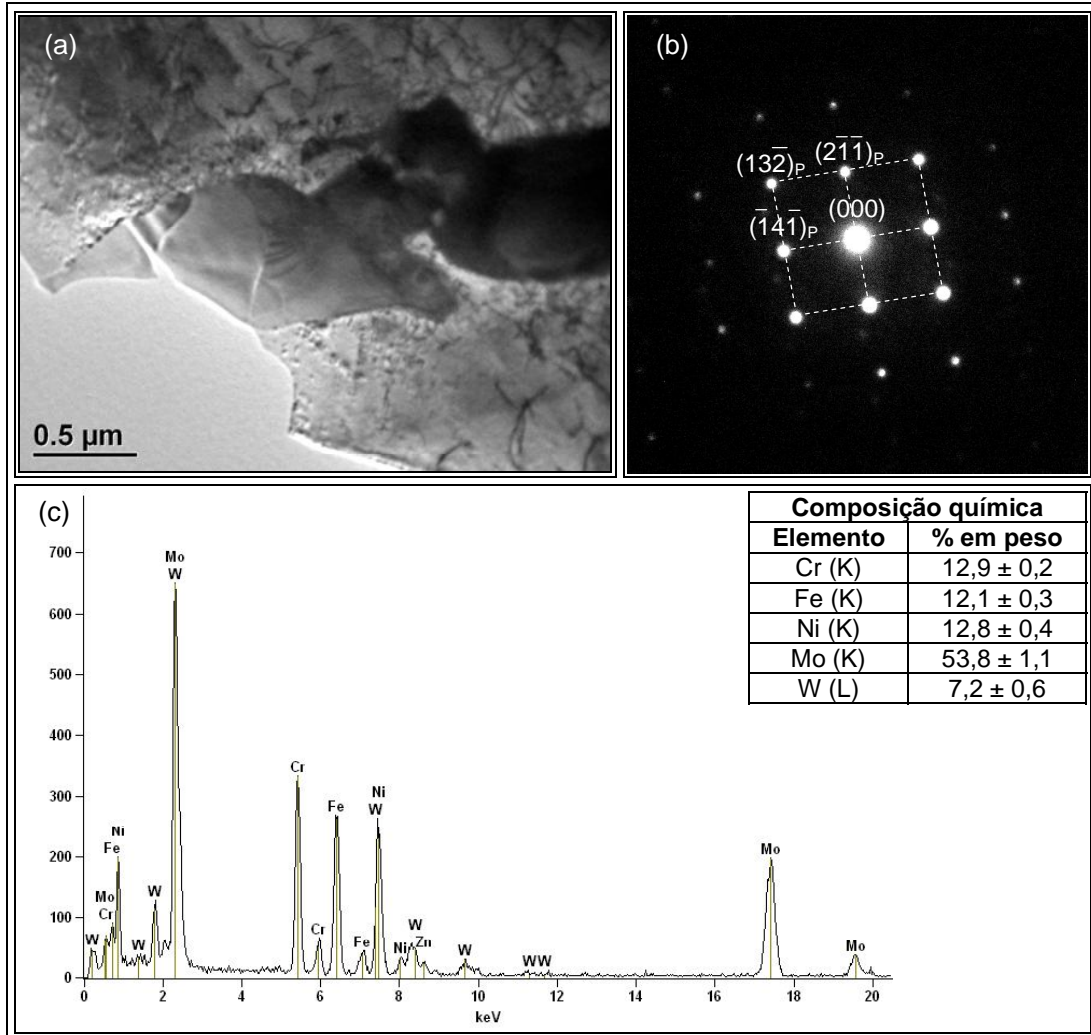 (a)
0.5 µm
(b)
(132̅)P (21̅1̅)P
(1̅41̅)P (000)
(c)
Composição química
Elemento % em peso
Cr (K) 12,9 ± 0,2
Fe (K) 12,1 ± 0,3
Ni (K) 12,8 ± 0,4
Mo (K) 53,8 ± 1,1
W (L) 7,2 ± 0,6
700
600
500
400
300
200
100
0
Mo
W
Cr
Ni
W
Fe
Ni
Fe
Mo
Mo
Cr
W
W
W
Cr
Fe
Ni
W
Zn
W
W W
Mo
0 2 4 6 8 10 12 14 16 18 20
keV